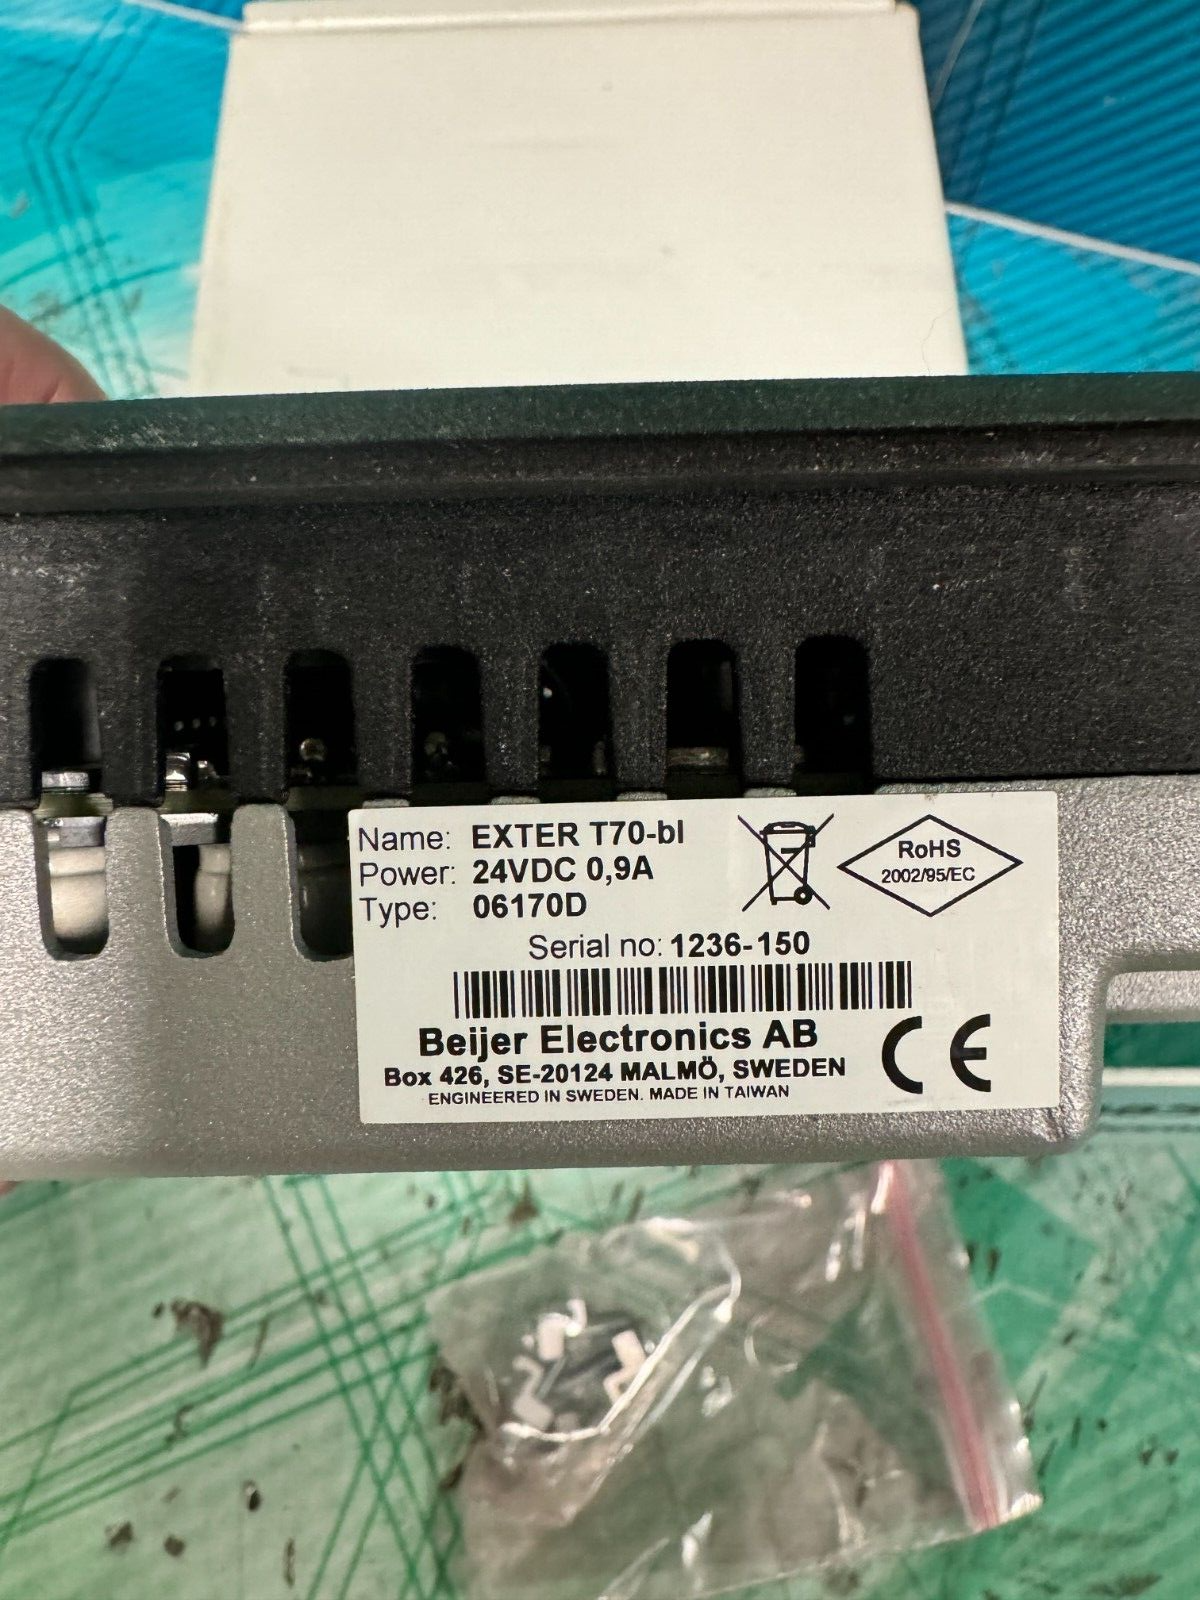 Name: EXTER T70-bl
Power: 24VDC 0,9A
Type: 06170D
RoHS
2002/95/EC
Serial no: 1236-150
Beijer Electronics AB
Box 426, SE-20124 MALMÖ, SWEDEN
ENGINEERED IN SWEDEN. MADE IN TAIWAN
CE